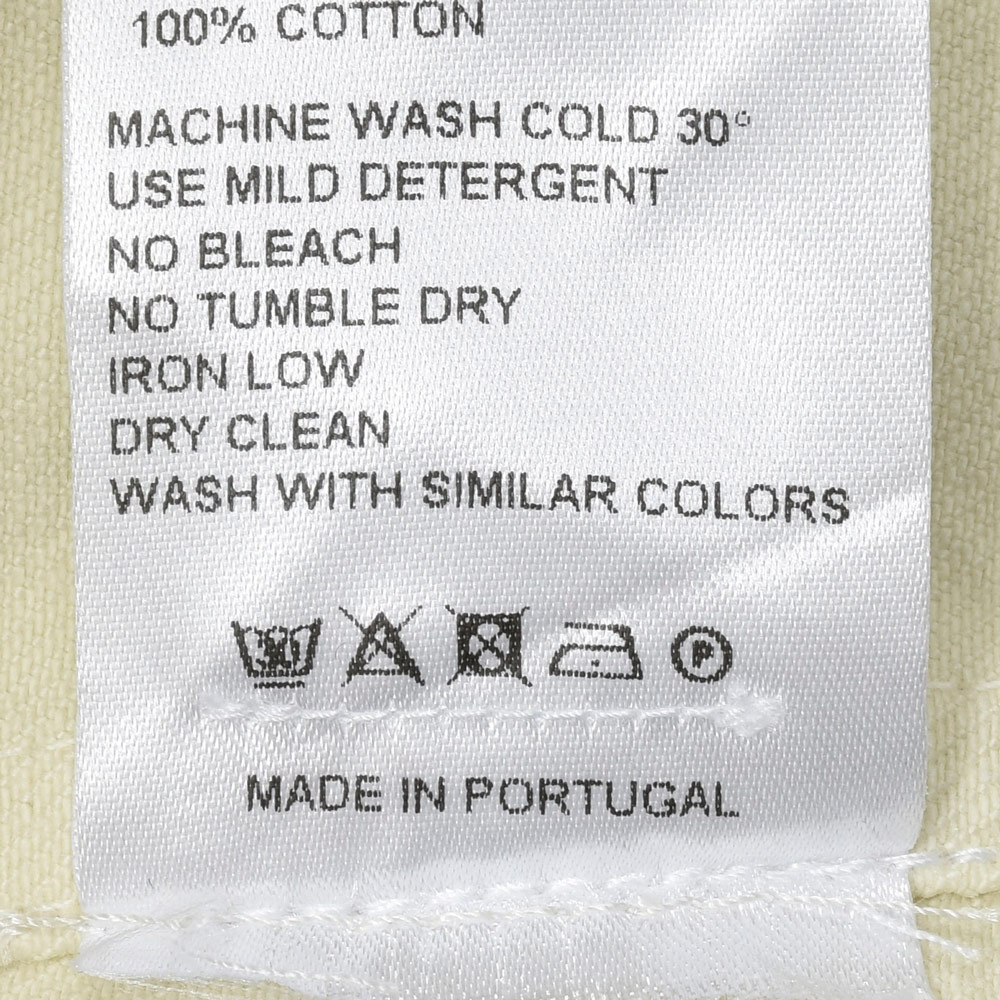 100% COTTON
MACHINE WASH COLD 30°
USE MILD DETERGENT
NO BLEACH
NO TUMBLE DRY
IRON LOW
DRY CLEAN
WASH WITH SIMILAR COLORS
30 P
MADE IN PORTUGAL